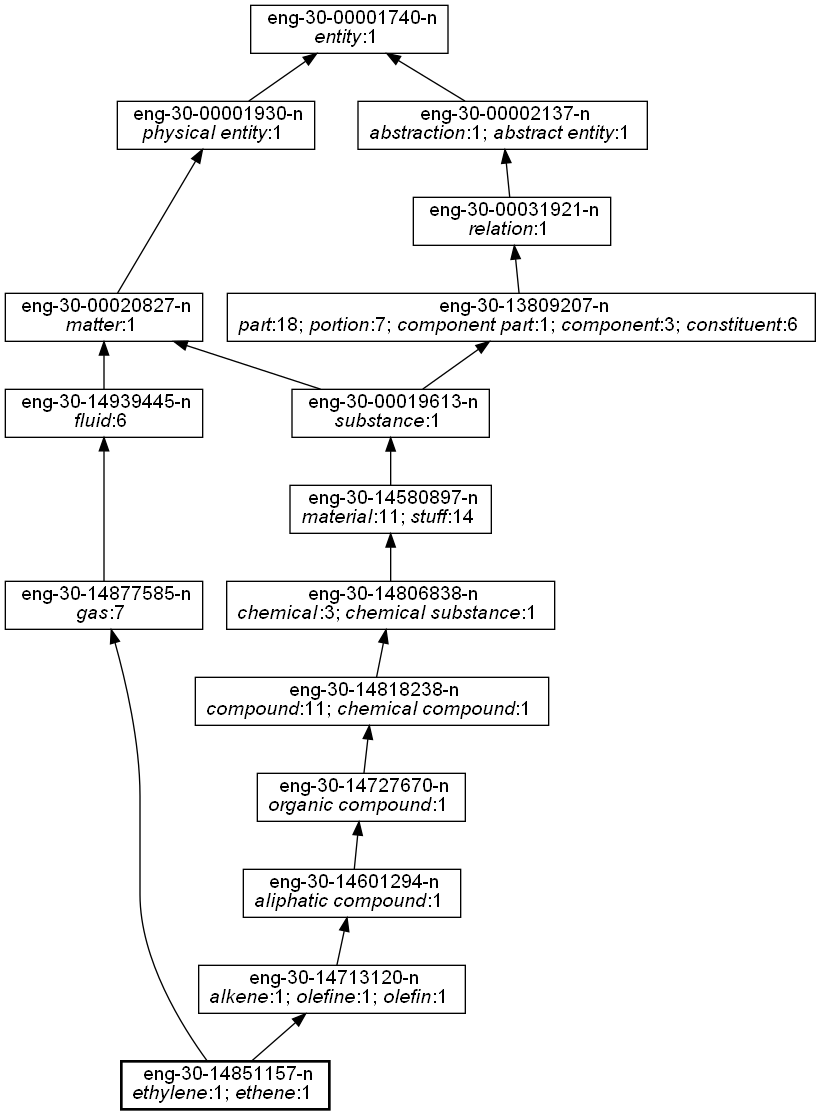 eng-30-00001740-n
entity:1
eng-30-00001930-n
physical entity:1
eng-30-00002137-n
abstraction:1; abstract entity:1
eng-30-00031921-n
relation:1
eng-30-00020827-n
matter:1
eng-30-13809207-n
part:18; portion:7; component part:1; component:3; constituent:6
eng-30-14939445-n
fluid:6
eng-30-00019613-n
substance:1
eng-30-14580897-n
material:11; stuff:14
eng-30-14877585-n
gas:7
eng-30-14806838-n
chemical:3; chemical substance:1
eng-30-14818238-n
compound:11; chemical compound:1
eng-30-14727670-n
organic compound:1
eng-30-14601294-n
aliphatic compound:1
eng-30-14713120-n
alkene:1; olefine:1; olefin:1
eng-30-14851157-n
ethylene:1; ethene:1